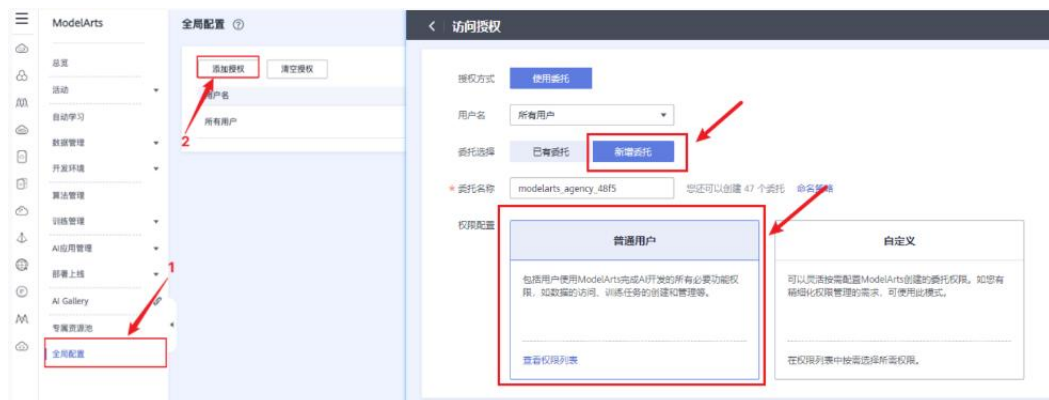 ModelArts
总览
活动
自动学习
数据管理
开发环境
算法管理
训练管理
AI应用管理
部署上线
AI Gallery
专属资源池
全局配置
1
全局配置
添加授权
清空授权
用户名
所有用户
2
访问授权
授权方式
使用委托
用户名
所有用户
委托选择
已有委托
新增委托
* 委托名称
modelarts_agency_48f5
您还可以创建 47 个委托
命名策略
权限配置
普通用户
包括用户使用ModelArts完成AI开发的所有必要功能权
限，如数据的访问、训练任务的创建和管理等。
查看权限列表
自定义
可以灵活按需配置ModelArts创建的委托权限。如您有
精细化权限管理的需求，可使用此模式。
在权限列表中按需选择所需权限。